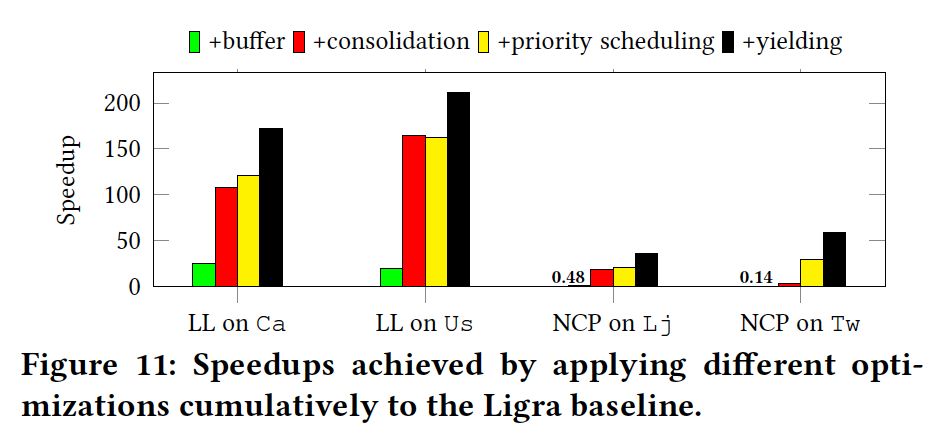 +buffer +consolidation +priority scheduling +yielding
200
150
100
50
0
Speedup
0.48
0.14
LL on Ca
LL on Us
NCP on Lj
NCP on Tw
Figure 11: Speedups achieved by applying different opti-
mizations cumulatively to the Ligra baseline.